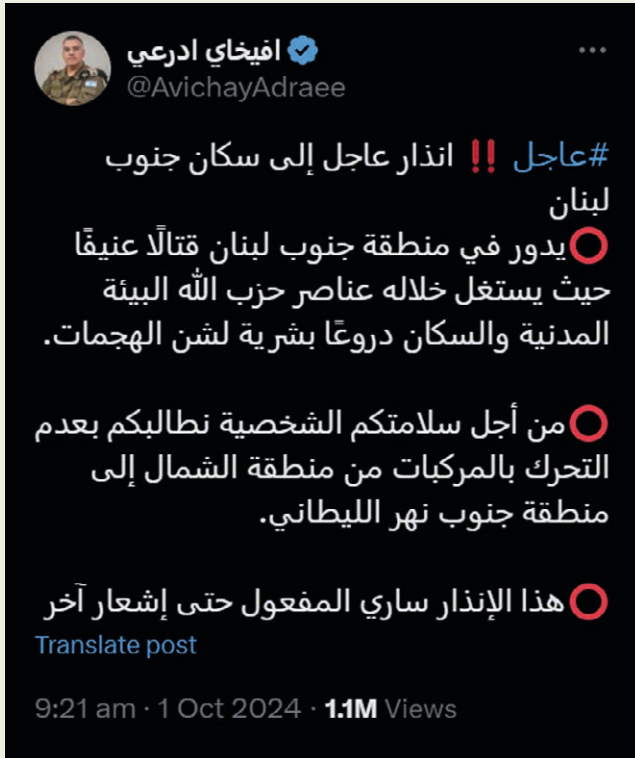 افيخاي ادرعي
@AvichayAdraee
#عاجل ‼️ انذار عاجل إلى سكان جنوب
لبنان
⭕يدور في منطقة جنوب لبنان قتالًا عنيفًا
حيث يستغل خلاله عناصر حزب الله البيئة
المدنية والسكان دروعًا بشرية لشن الهجمات.
⭕من أجل سلامتكم الشخصية نطالبكم بعدم
التحرك بالمركبات من منطقة الشمال إلى
منطقة جنوب نهر الليطاني.
⭕هذا الإنذار ساري المفعول حتى إشعار آخر
Translate post
9:21 am · 1 Oct 2024 · 1.1M Views